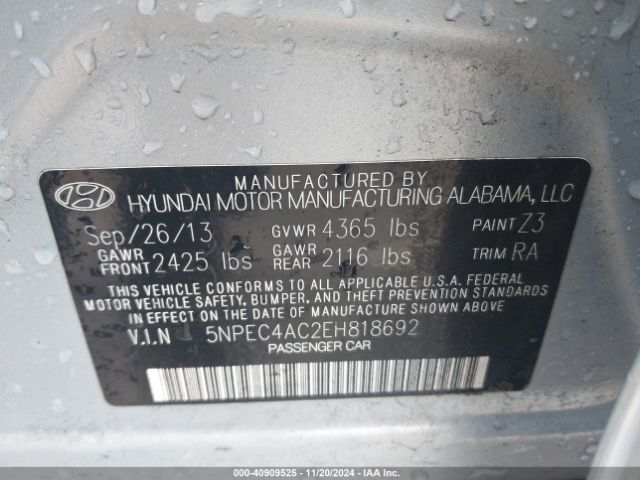 MANUFACTURED BY
HYUNDAI MOTOR MANUFACTURING ALABAMA, LLC
Sep/26/13 GVWR 4365 lbs PAINT Z3
GAWR FRONT 2425 lbs GAWR REAR 2116 lbs TRIM RA
THIS VEHICLE CONFORMS TO ALL APPLICABLE U.S.A. FEDERAL
MOTOR VEHICLE SAFETY, BUMPER, AND THEFT PREVENTION STANDARDS
IN EFFECT ON THE DATE OF MANUFACTURE SHOWN ABOVE.
V.I.N 5NPEC4AC2EH818692
PASSENGER CAR
000-40909525 - 11/20/2024 - IAAI.com